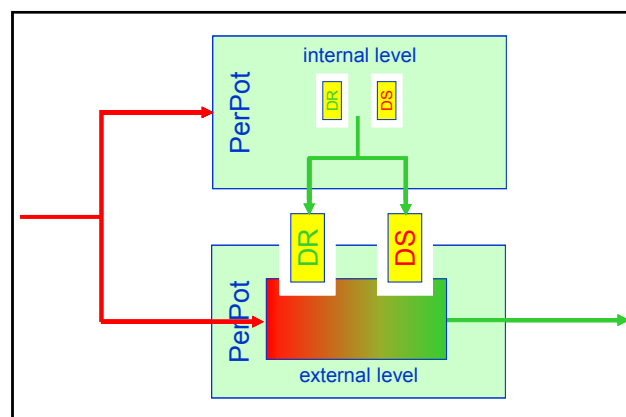 internal level
PerPot
DR
DS
DR
DS
PerPot
external level